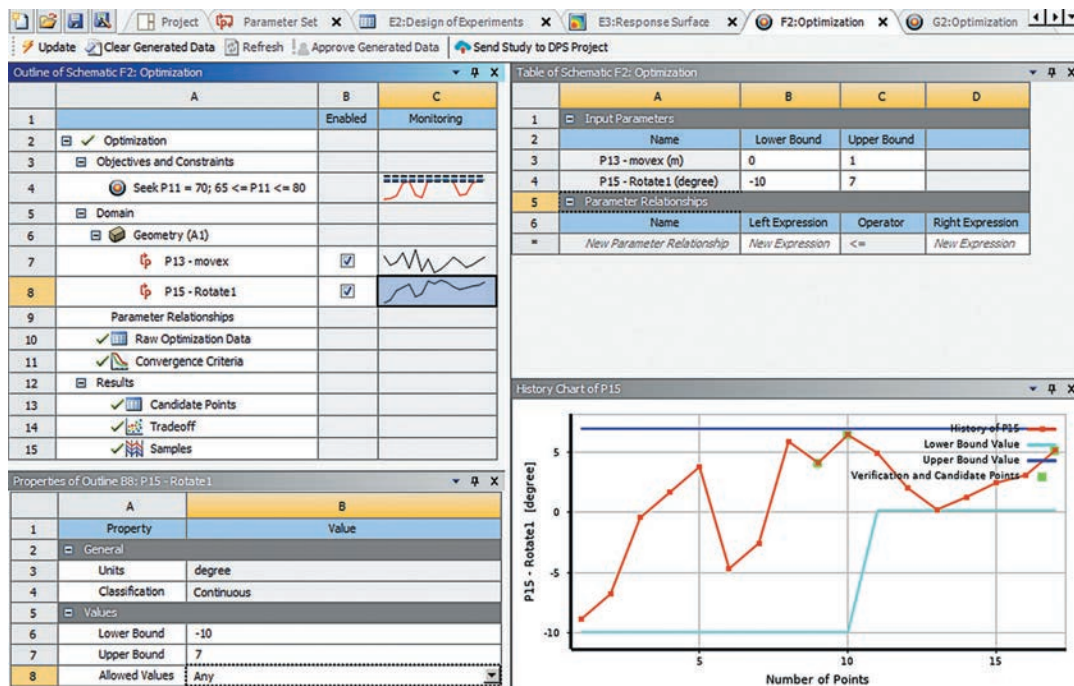 Project Parameter Set E2:Design of Experiments E3:Response Surface F2:Optimization G2:Optimization
Update Clear Generated Data Refresh Approve Generated Data Send Study to DPS Project
Outline of Schematic F2: Optimization
A B C
1 Enabled Monitoring
2 Optimization
3 Objectives and Constraints
4 Seek P11 = 70; 65 <= P11 <= 80
5 Domain
6 Geometry (A1)
7 P13 - movex
8 P15 - Rotate1
9 Parameter Relationships
10 Raw Optimization Data
11 Convergence Criteria
12 Results
13 Candidate Points
14 Tradeoff
15 Samples
Properties of Outline B8: P15 - Rotate1
A B
1 Property Value
2 General
3 Units degree
4 Classification Continuous
5 Values
6 Lower Bound -10
7 Upper Bound 7
8 Allowed Values Any
Table of Schematic F2: Optimization
A B C D
1 Input Parameters
2 Name Lower Bound Upper Bound
3 P13 - movex (m) 0 1
4 P15 - Rotate1 (degree) -10 7
5 Parameter Relationships
6 Name Left Expression Operator Right Expression
* New Parameter Relationship New Expression <= New Expression
History Chart of P15
History of P15
Lower Bound Value
Upper Bound Value
Verification and Candidate Points
P15 - Rotate1 [degree]
5
0
-5
-10
5 10 15
Number of Points